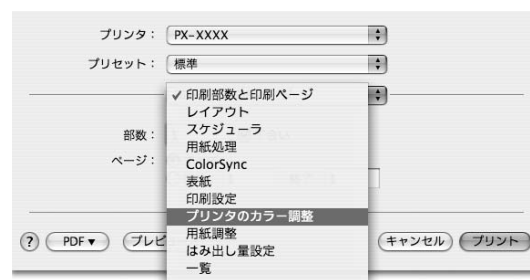 プリンタ： PX-XXXX
プリセット： 標準
✓ 印刷部数と印刷ページ
レイアウト
部数： スケジューラ
用紙処理
ページ： ColorSync
表紙
印刷設定
プリンタのカラー調整
用紙調整
? PDF▼ プレビ はみ出し量設定 キャンセル プリント
一覧